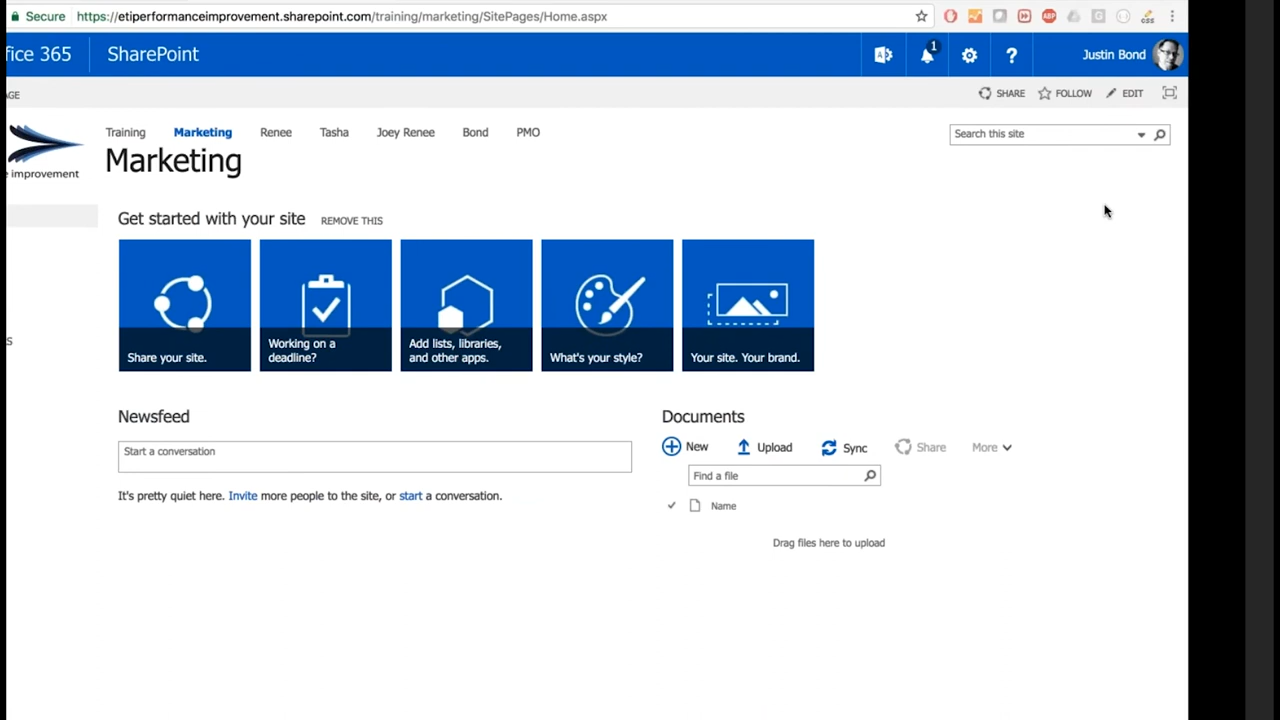 Secure https://etiperformanceimprovement.sharepoint.com/training/marketing/SitePages/Home.aspx
ABP
fice 365 SharePoint 1 ? Justin Bond
AGE SHARE FOLLOW EDIT
Training Marketing Renee Tasha Joey Renee Bond PMO
Search this site
Marketing
e improvement
Get started with your site REMOVE THIS
Share your site.
Working on a
deadline?
Add lists, libraries,
and other apps.
What's your style?
Your site. Your brand.
S
Newsfeed
Start a conversation
It's pretty quiet here. Invite more people to the site, or start a conversation.
Documents
New Upload Sync Share More
Find a file
Name
Drag files here to upload